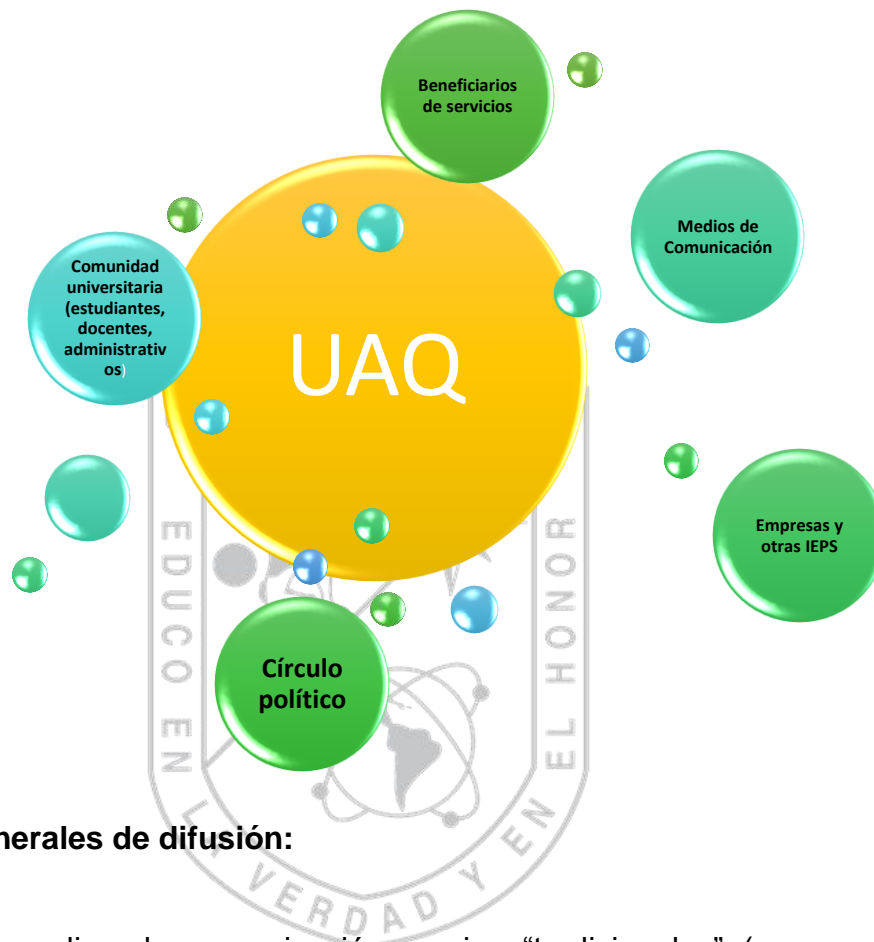 Beneficiarios
de servicios
Medios de
Comunicación
Comunidad
universitaria
(estudiantes,
docentes,
administrativ
os)
UAQ
Empresas y
otras IEPS
Círculo
político
EDUCO EN LA VERDAD Y EN EL HONOR
nerales de difusión: